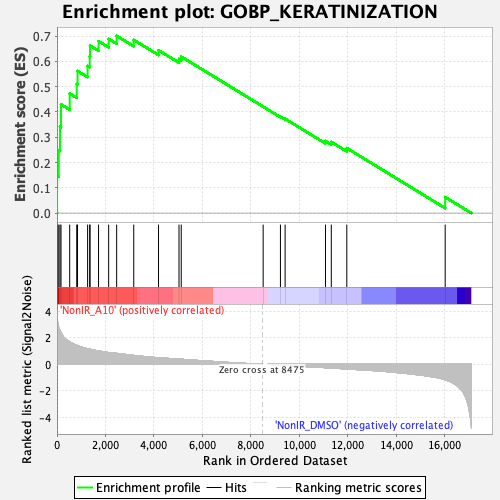 Enrichment plot: GOBP_KERATINIZATION
Enrichment score (ES)
0.7
0.6
0.5
0.4
0.3
0.2
0.1
0.0
'NonIR_A10' (positively correlated)
Ranked list metric (Signal2Noise)
4
2
0
-2
-4
Zero cross at 8475
'NonIR_DMSO' (negatively correlated)
0 2,000 4,000 6,000 8,000 10,000 12,000 14,000 16,000
Rank in Ordered Dataset
Enrichment profile Hits Ranking metric scores